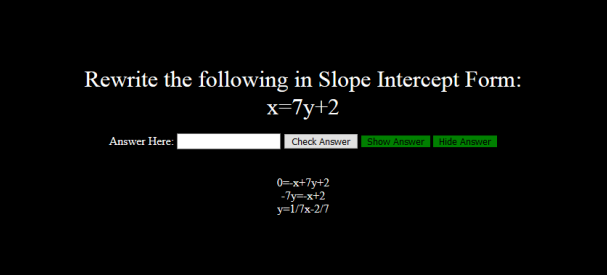 Rewrite the following in Slope Intercept Form:
x=7y+2
Answer Here: Check Answer Show Answer Hide Answer
0=-x+7y+2
-7y=-x+2
y=1/7x-2/7